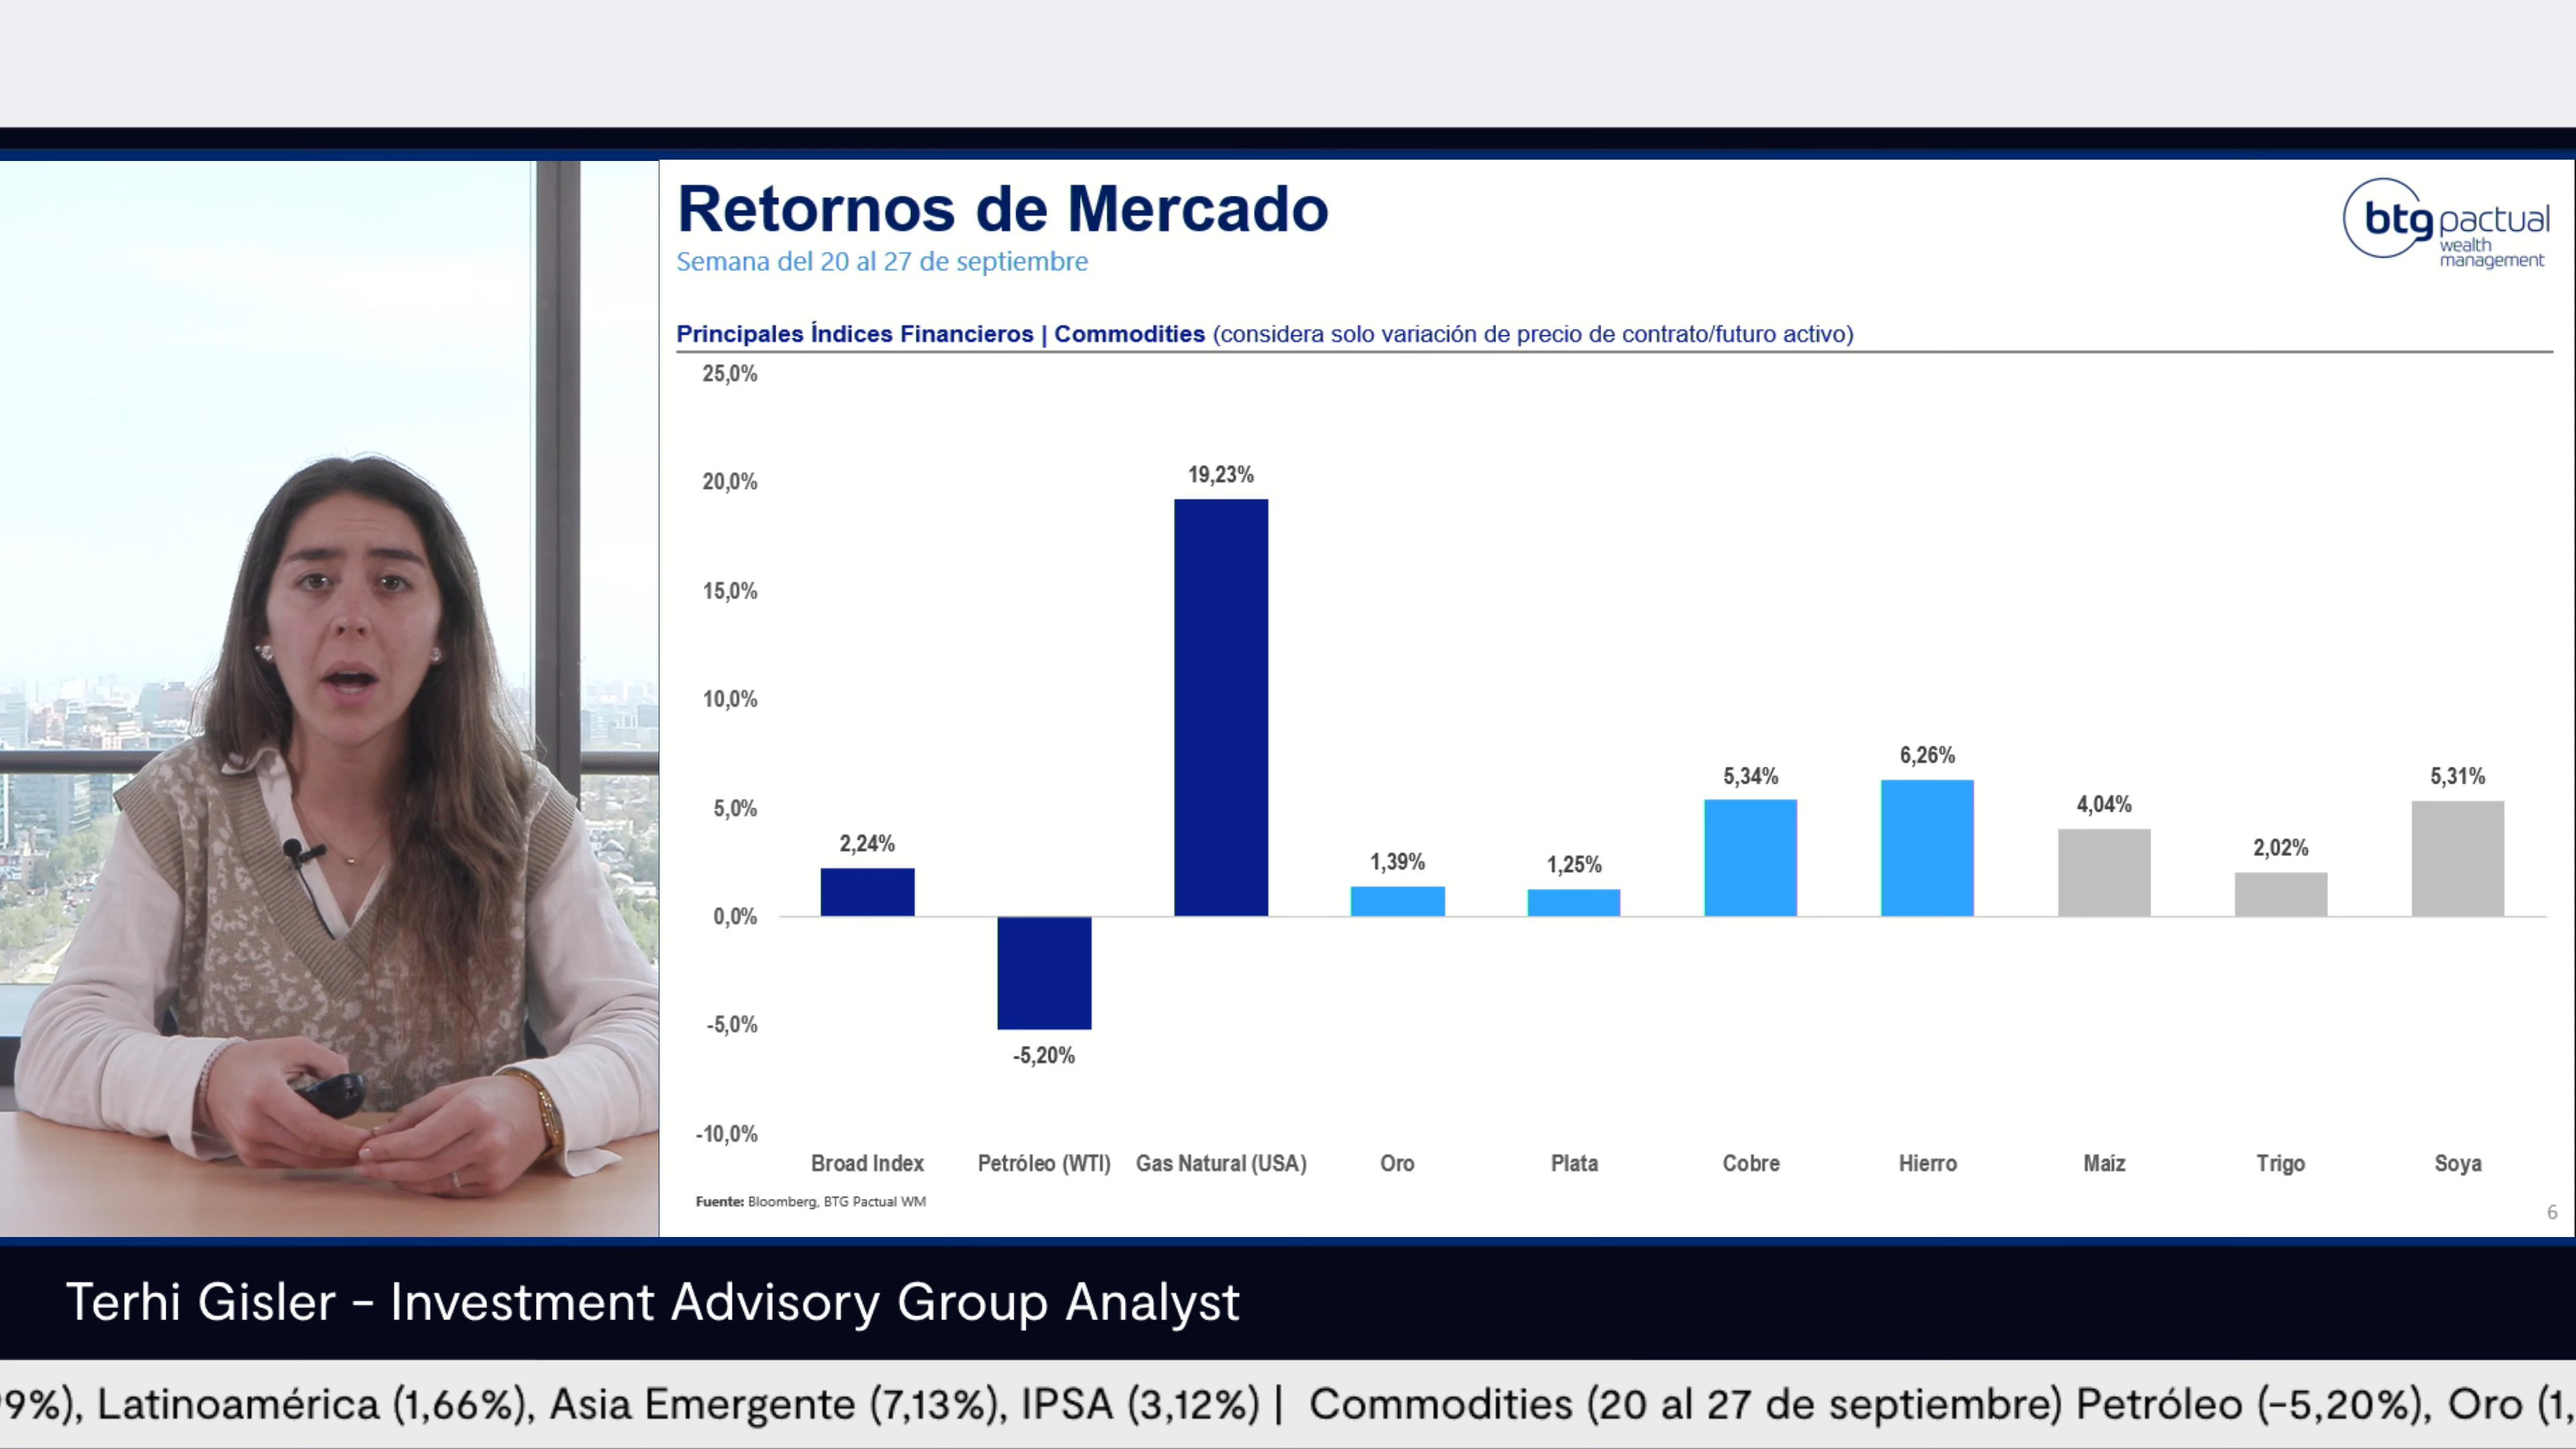 Retornos de Mercado
Semana del 20 al 27 de septiembre
btg pactual
wealth
management
Principales Índices Financieros | Commodities (considera solo variación de precio de contrato/futuro activo)
25,0%
20,0%
15,0%
10,0%
5,0%
0,0%
-5,0%
-10,0%
2,24%
-5,20%
19,23%
1,39%
1,25%
5,34%
6,26%
4,04%
2,02%
5,31%
Broad Index
Petróleo (WTI)
Gas Natural (USA)
Oro
Plata
Cobre
Hierro
Maíz
Trigo
Soya
Fuente: Bloomberg, BTG Pactual WM
6
Terhi Gisler - Investment Advisory Group Analyst
9%), Latinoamérica (1,66%), Asia Emergente (7,13%), IPSA (3,12%) | Commodities (20 al 27 de septiembre) Petróleo (-5,20%), Oro (1,